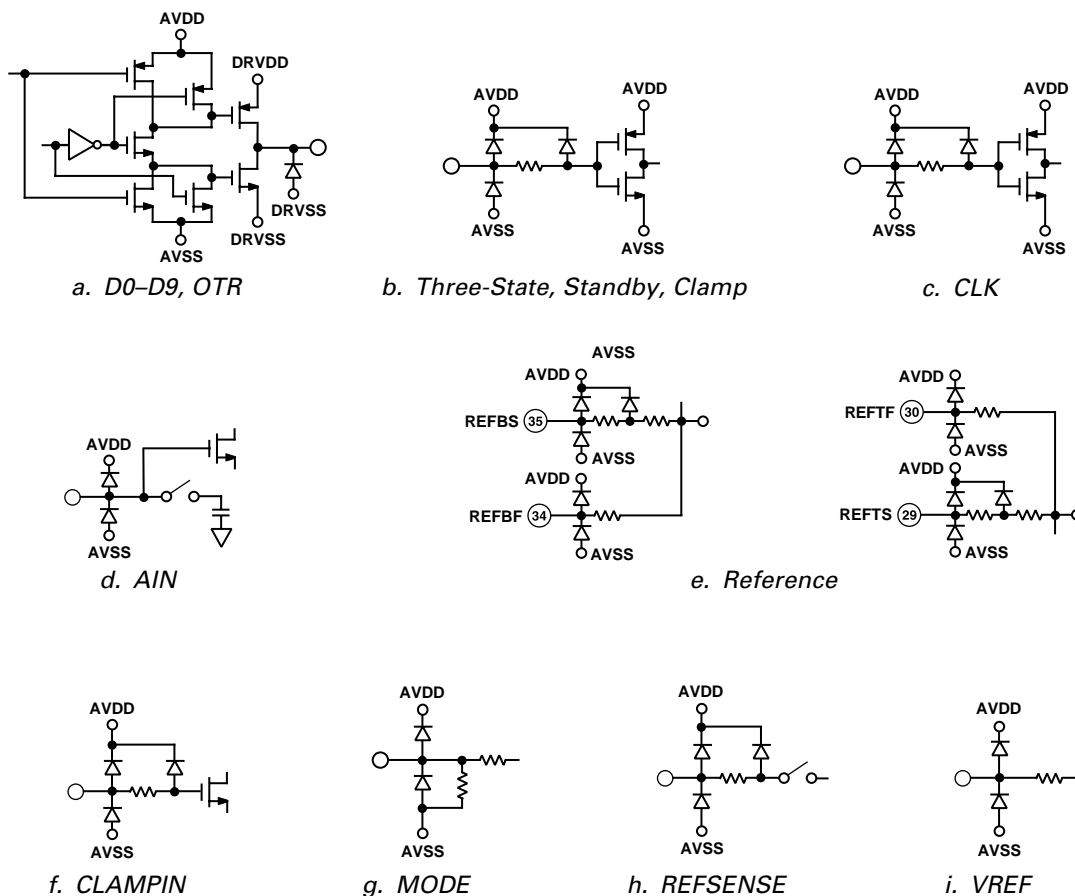 AVDD
DRVDD
DRVSS
DRVSS
AVSS
a. D0–D9, OTR
AVDD
AVDD
AVSS
AVSS
b. Three-State, Standby, Clamp
AVDD
AVDD
AVSS
AVSS
c. CLK
AVDD
AVSS
d. AIN
AVSS
AVDD
REFBS 35
AVSS
AVDD
REFBF 34
AVSS
AVDD
REFTF 30
AVSS
AVDD
REFTS 29
AVSS
e. Reference
AVDD
AVSS
f. CLAMPIN
AVDD
AVSS
g. MODE
AVDD
AVSS
h. REFSENSE
AVDD
AVSS
i. VREF